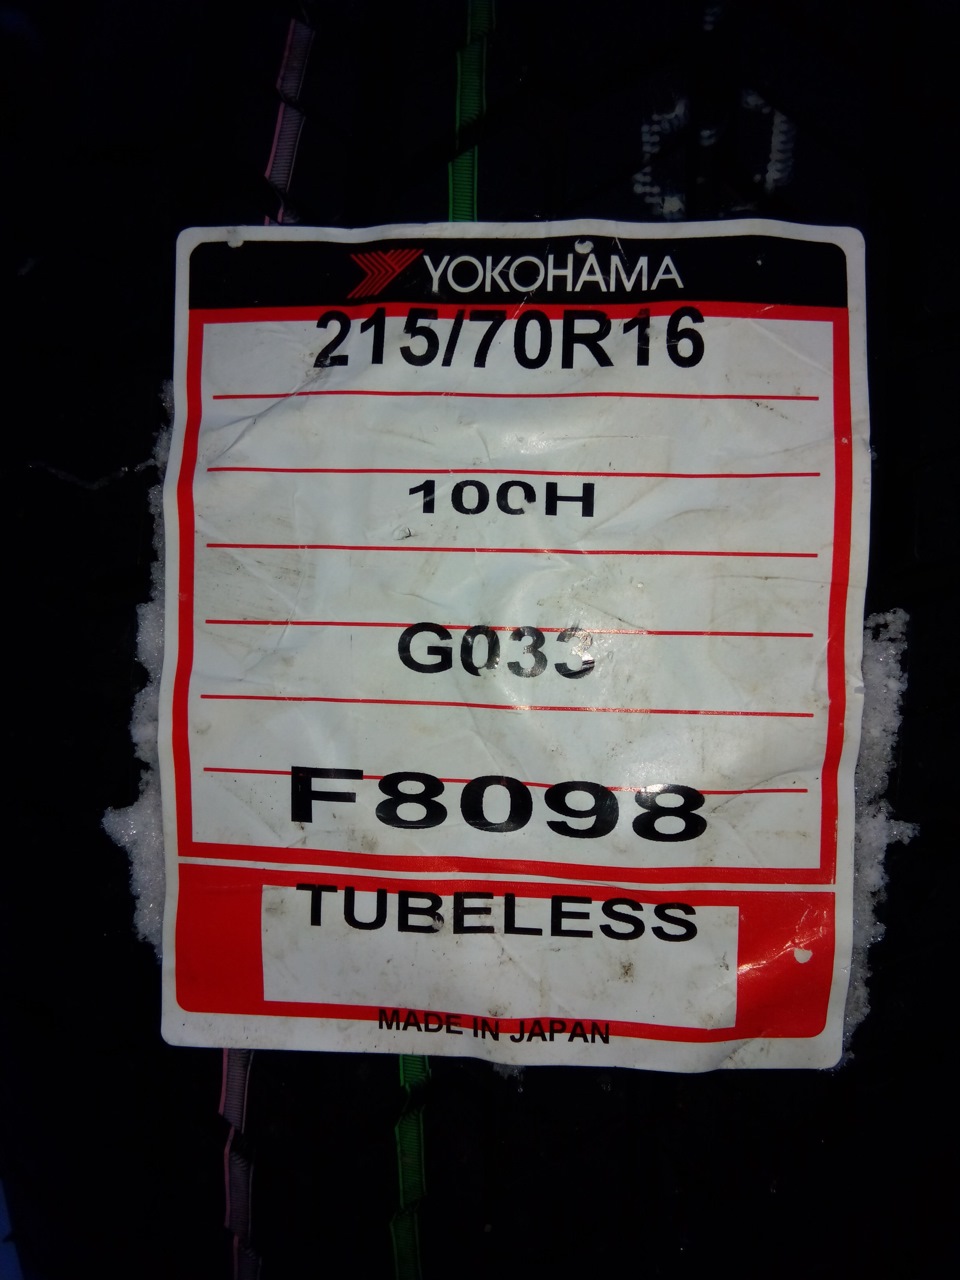 YOKOHAMA
215/70R16
100H
G033
F8098
TUBELESS
MADE IN JAPAN